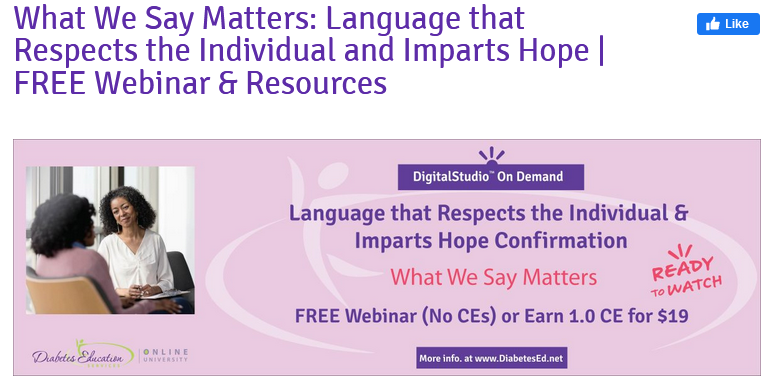 What We Say Matters: Language that
Respects the Individual and Imparts Hope |
FREE Webinar & Resources
Like
DigitalStudio™ On Demand
Language that Respects the Individual &
Imparts Hope Confirmation
What We Say Matters
READY
TO WATCH
FREE Webinar (No CEs) or Earn 1.0 CE for $19
Diabetes Education
SERVICES
ONLINE
UNIVERSITY
More info. at www.DiabetesEd.net